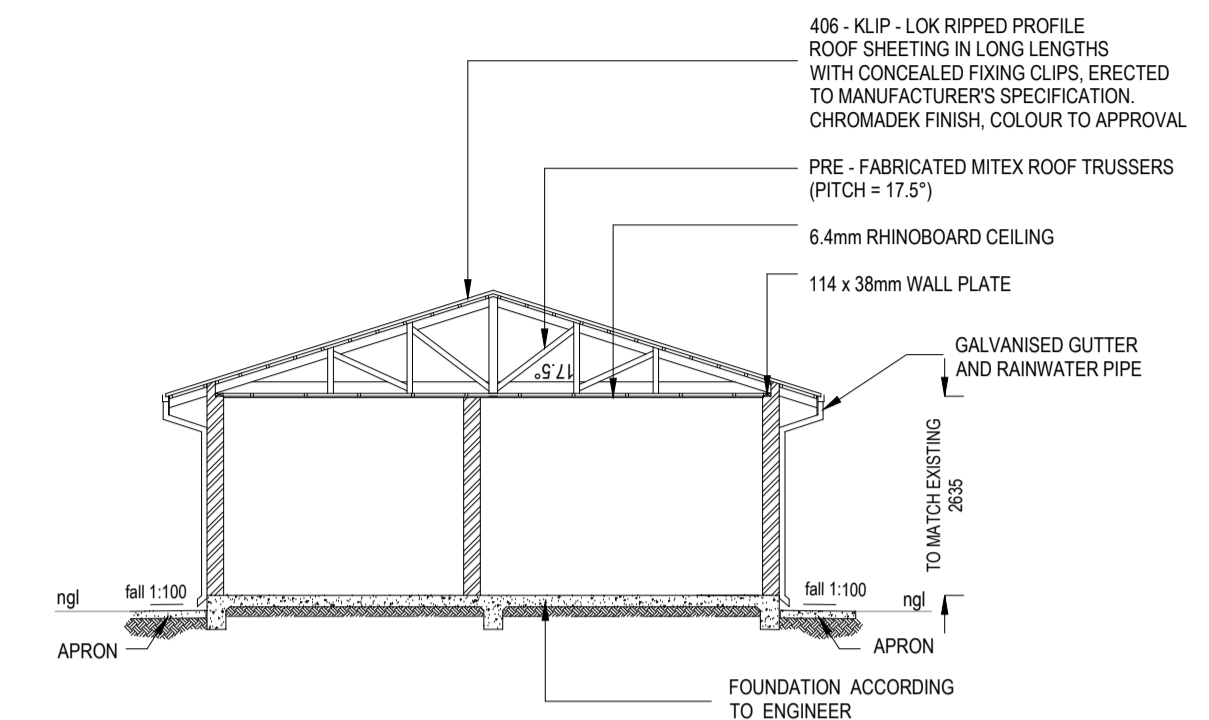 406 - KLIP - LOK RIPPED PROFILE
ROOF SHEETING IN LONG LENGTHS
WITH CONCEALED FIXING CLIPS, ERECTED
TO MANUFACTURER'S SPECIFICATION.
CHROMADEK FINISH, COLOUR TO APPROVAL
PRE - FABRICATED MITEX ROOF TRUSSERS
(PITCH = 17.5°)
6.4mm RHINOBOARD CEILING
114 x 38mm WALL PLATE
GALVANISED GUTTER
AND RAINWATER PIPE
17.5°
TO MATCH EXISTING
2635
ngl
fall 1:100
fall 1:100
ngl
APRON
APRON
FOUNDATION ACCORDING
TO ENGINEER